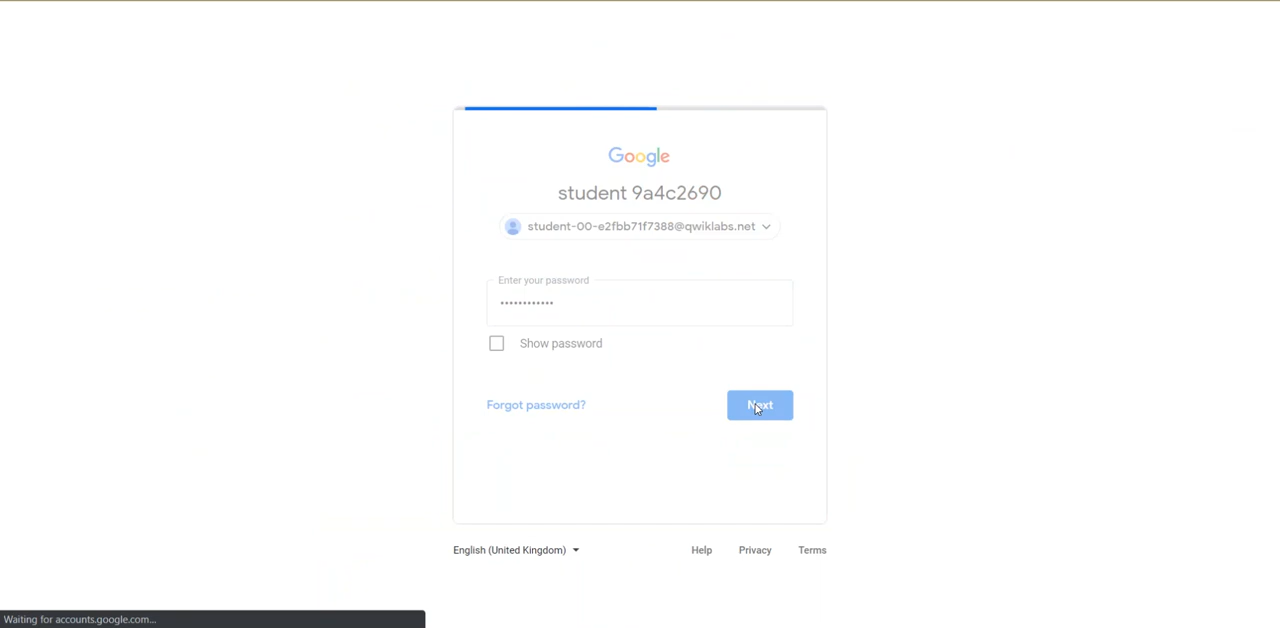 Google
student 9a4c2690
student-00-e2fbb71f7388@qwiklabs.net
Enter your password
••••••••••••
Show password
Forgot password?
Next
English (United Kingdom)
Help Privacy Terms
Waiting for accounts.google.com...